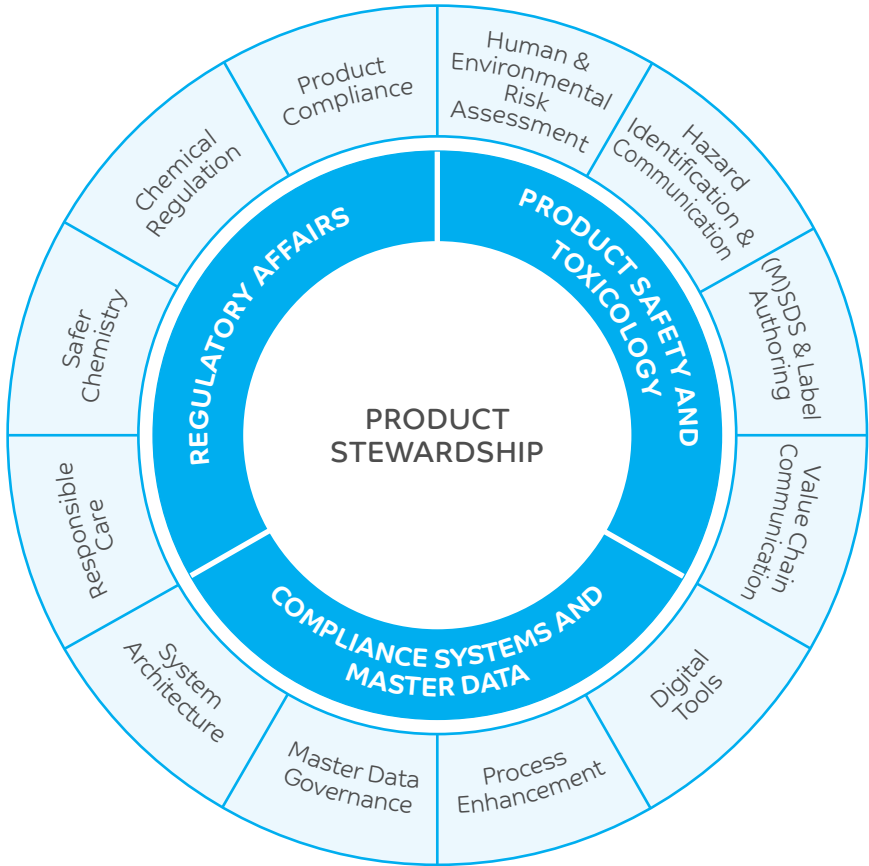 PRODUCT
STEWARDSHIP
REGULATORY AFFAIRS
PRODUCT SAFETY AND
TOXICOLOGY
COMPLIANCE SYSTEMS AND
MASTER DATA
Human &
Environmental
Risk
Assessment
Hazard
Identification &
Communication
(M)SDS & Label
Authoring
Value Chain
Communication
Digital
Tools
Process
Enhancement
Master Data
Governance
System
Architecture
Responsible
Care
Safer
Chemistry
Chemical
Regulation
Product
Compliance